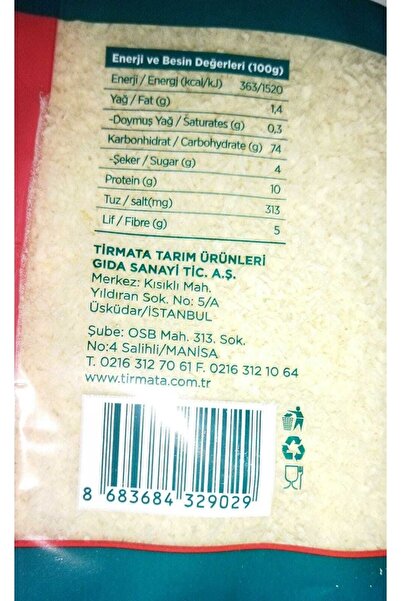 Enerji ve Besin Değerleri (100g)
Enerji / Energj (kcal/kJ) 363/1520
Yağ / Fat (g) 1,4
-Doymuş Yağ / Saturates (g) 0,3
Karbonhidrat / Carbohydrate (g) 74
-Şeker / Sugar (g) 4
Protein (g) 10
Tuz / salt(mg) 313
Lif / Fibre (g) 5
TİRMATA TARIM ÜRÜNLERİ
GIDA SANAYİ TİC. A.Ş.
Merkez: Kısıklı Mah.
Yıldıran Sok. No: 5/A
Üsküdar/İSTANBUL
Şube: OSB Mah. 313. Sok.
No:4 Salihli/MANİSA
T. 0216 312 70 61 F. 0216 312 10 64
www.tirmata.com.tr
8 683684 329029